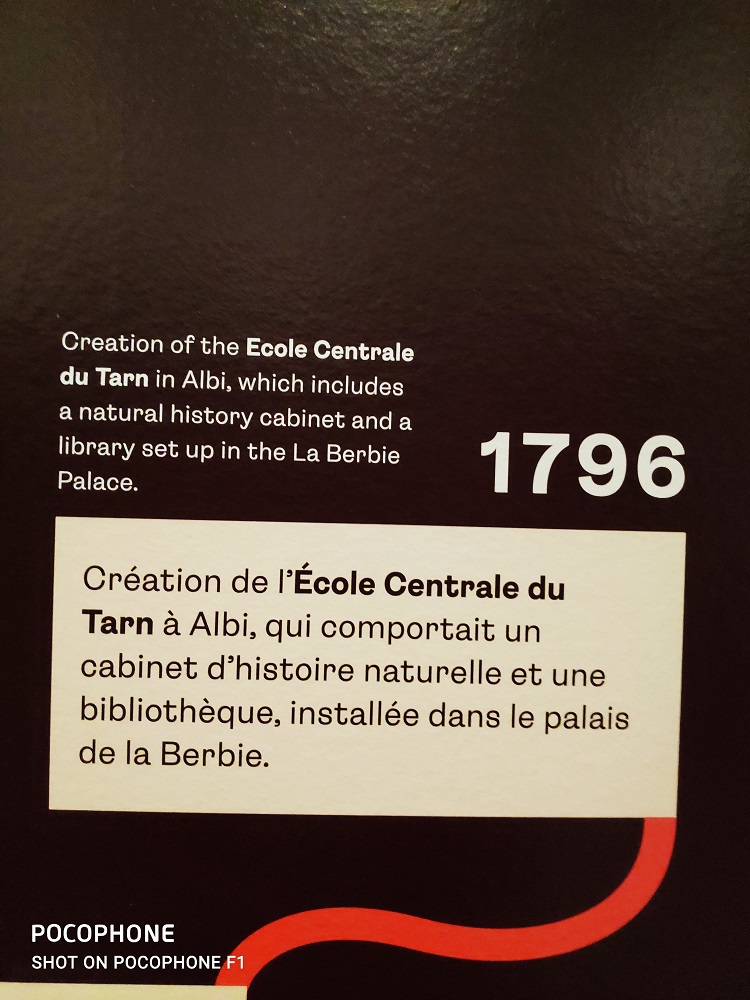 Creation of the Ecole Centrale
du Tarn in Albi, which includes
a natural history cabinet and a
library set up in the La Berbie
Palace.
1796
Création de l’École Centrale du
Tarn à Albi, qui comportait un
cabinet d’histoire naturelle et une
bibliothèque, installée dans le palais
de la Berbie.
POCOPHONE
SHOT ON POCOPHONE F1